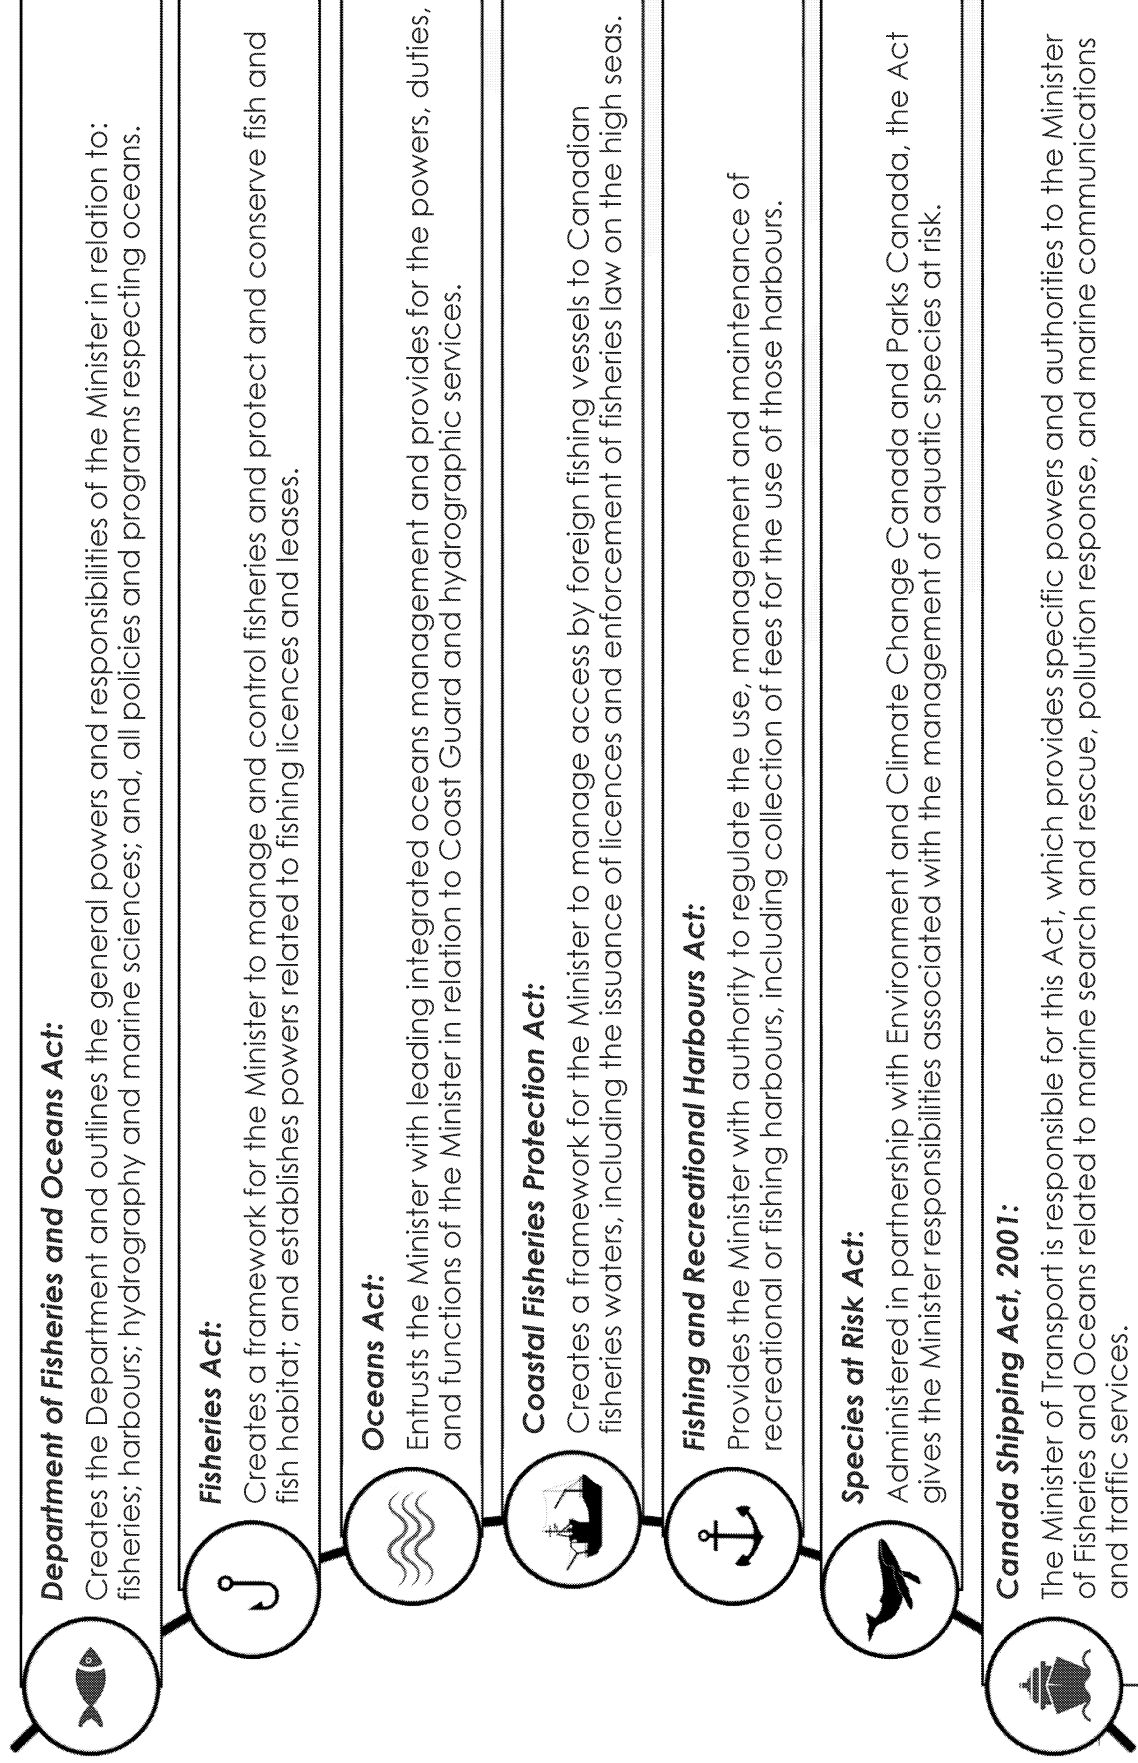 Department of Fisheries and Oceans Act:
Creates the Department and outlines the general powers and responsibilities of the Minister in relation to:
fisheries; harbours; hydrography and marine sciences; and, all policies and programs respecting oceans.
Fisheries Act:
Creates a framework for the Minister to manage and control fisheries and protect and conserve fish and
fish habitat; and establishes powers related to fishing licences and leases.
Oceans Act:
Entrusts the Minister with leading integrated oceans management and provides for the powers, duties,
and functions of the Minister in relation to Coast Guard and hydrographic services.
Coastal Fisheries Protection Act:
Creates a framework for the Minister to manage access by foreign fishing vessels to Canadian
fisheries waters, including the issuance of licences and enforcement of fisheries law on the high seas.
Fishing and Recreational Harbours Act:
Provides the Minister with authority to regulate the use, management and maintenance of
recreational or fishing harbours, including collection of fees for the use of those harbours.
Species at Risk Act:
Administered in partnership with Environment and Climate Change Canada and Parks Canada, the Act
gives the Minister responsibilities associated with the management of aquatic species at risk.
Canada Shipping Act, 2001:
The Minister of Transport is responsible for this Act, which provides specific powers and authorities to the Minister
of Fisheries and Oceans related to marine search and rescue, pollution response, and marine communications
and traffic services.